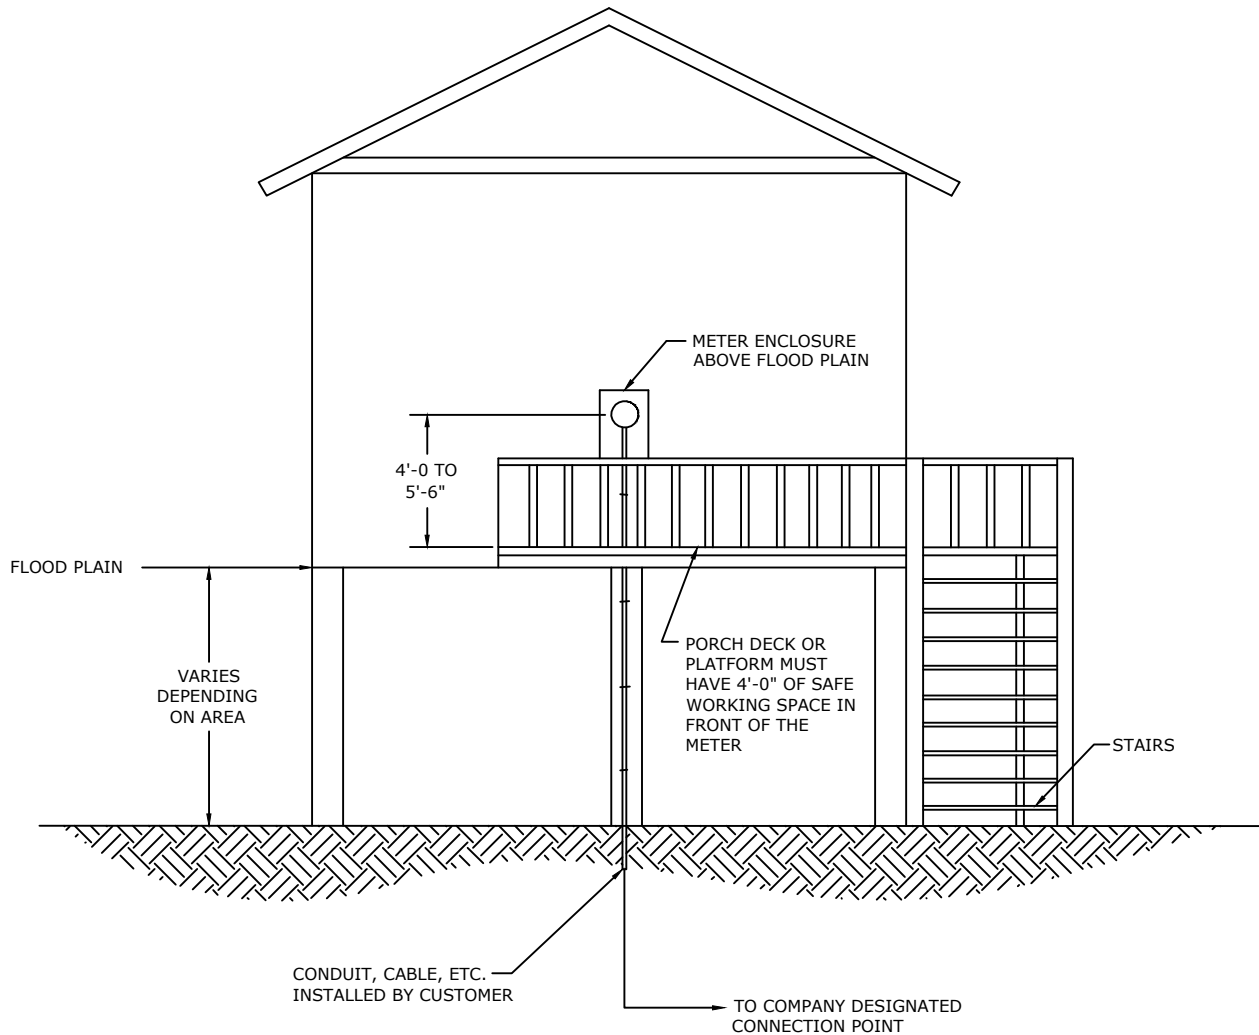 METER ENCLOSURE
ABOVE FLOOD PLAIN
4'-0 TO
5'-6"
FLOOD PLAIN
VARIES
DEPENDING
ON AREA
PORCH DECK OR
PLATFORM MUST
HAVE 4'-0" OF SAFE
WORKING SPACE IN
FRONT OF THE
METER
STAIRS
CONDUIT, CABLE, ETC.
INSTALLED BY CUSTOMER
TO COMPANY DESIGNATED
CONNECTION POINT